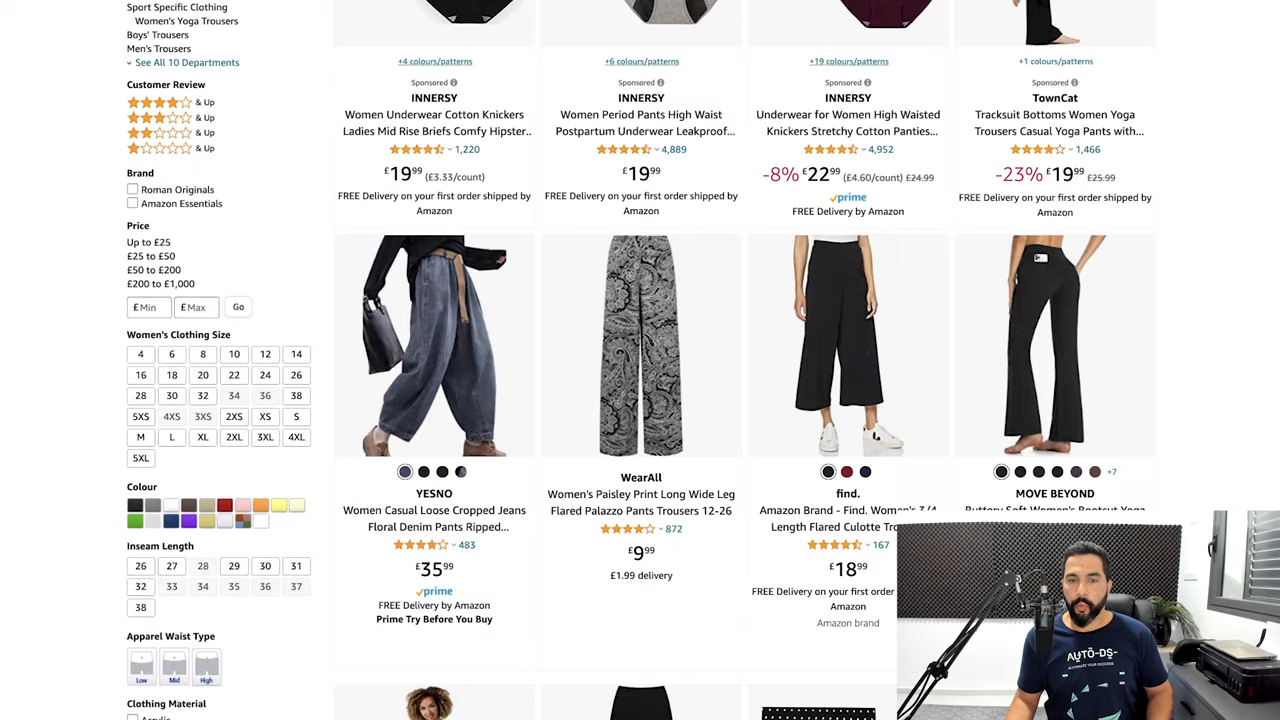 Sport Specific Clothing
Women's Yoga Trousers
Boys' Trousers
Men's Trousers
See All 10 Departments
Customer Review
& Up
& Up
& Up
& Up
Brand
Roman Originals
Amazon Essentials
Price
Up to £25
£25 to £50
£50 to £200
£200 to £1,000
£ Min £ Max Go
Women's Clothing Size
4 6 8 10 12 14
16 18 20 22 24 26
28 30 32 34 36 38
5XS 4XS 3XS 2XS XS S
M L XL 2XL 3XL 4XL
5XL
Colour
Inseam Length
26 27 28 29 30 31
32 33 34 35 36 37
38
Apparel Waist Type
Low Mid High
Clothing Material
+4 colours/patterns
Sponsored
INNERSY
Women Underwear Cotton Knickers
Ladies Mid Rise Briefs Comfy Hipster..
1,220
£19 99 (£3.33/count)
FREE Delivery on your first order shipped by
Amazon
+6 colours/patterns
Sponsored
INNERSY
Women Period Pants High Waist
Postpartum Underwear Leakproof...
4,889
£19 99
FREE Delivery on your first order shipped by
Amazon
+19 colours/patterns
Sponsored
INNERSY
Underwear for Women High Waisted
Knickers Stretchy Cotton Panties...
4,952
-8% £22 99 (£4.60/count) £24.99
prime
FREE Delivery by Amazon
+1 colours/patterns
Sponsored
TownCat
Tracksuit Bottoms Women Yoga
Trousers Casual Yoga Pants with...
1,466
-23% £19 99 £25.99
FREE Delivery on your first order shipped by
Amazon
YESNO
Women Casual Loose Cropped Jeans
Floral Denim Pants Ripped...
483
£35 99
prime
FREE Delivery by Amazon
Prime Try Before You Buy
WearAll
Women's Paisley Print Long Wide Leg
Flared Palazzo Pants Trousers 12-26
872
£9 99
£1.99 delivery
find.
Amazon Brand - Find. Women's 3/4
Length Flared Culotte
167
£18 99
FREE Delivery on your first order
Amazon
Amazon brand
+7
MOVE BEYOND
Buttery Soft Women's Bootcut Yoga
AUTO-DS-
AUTOMATE YOUR SUCCESS